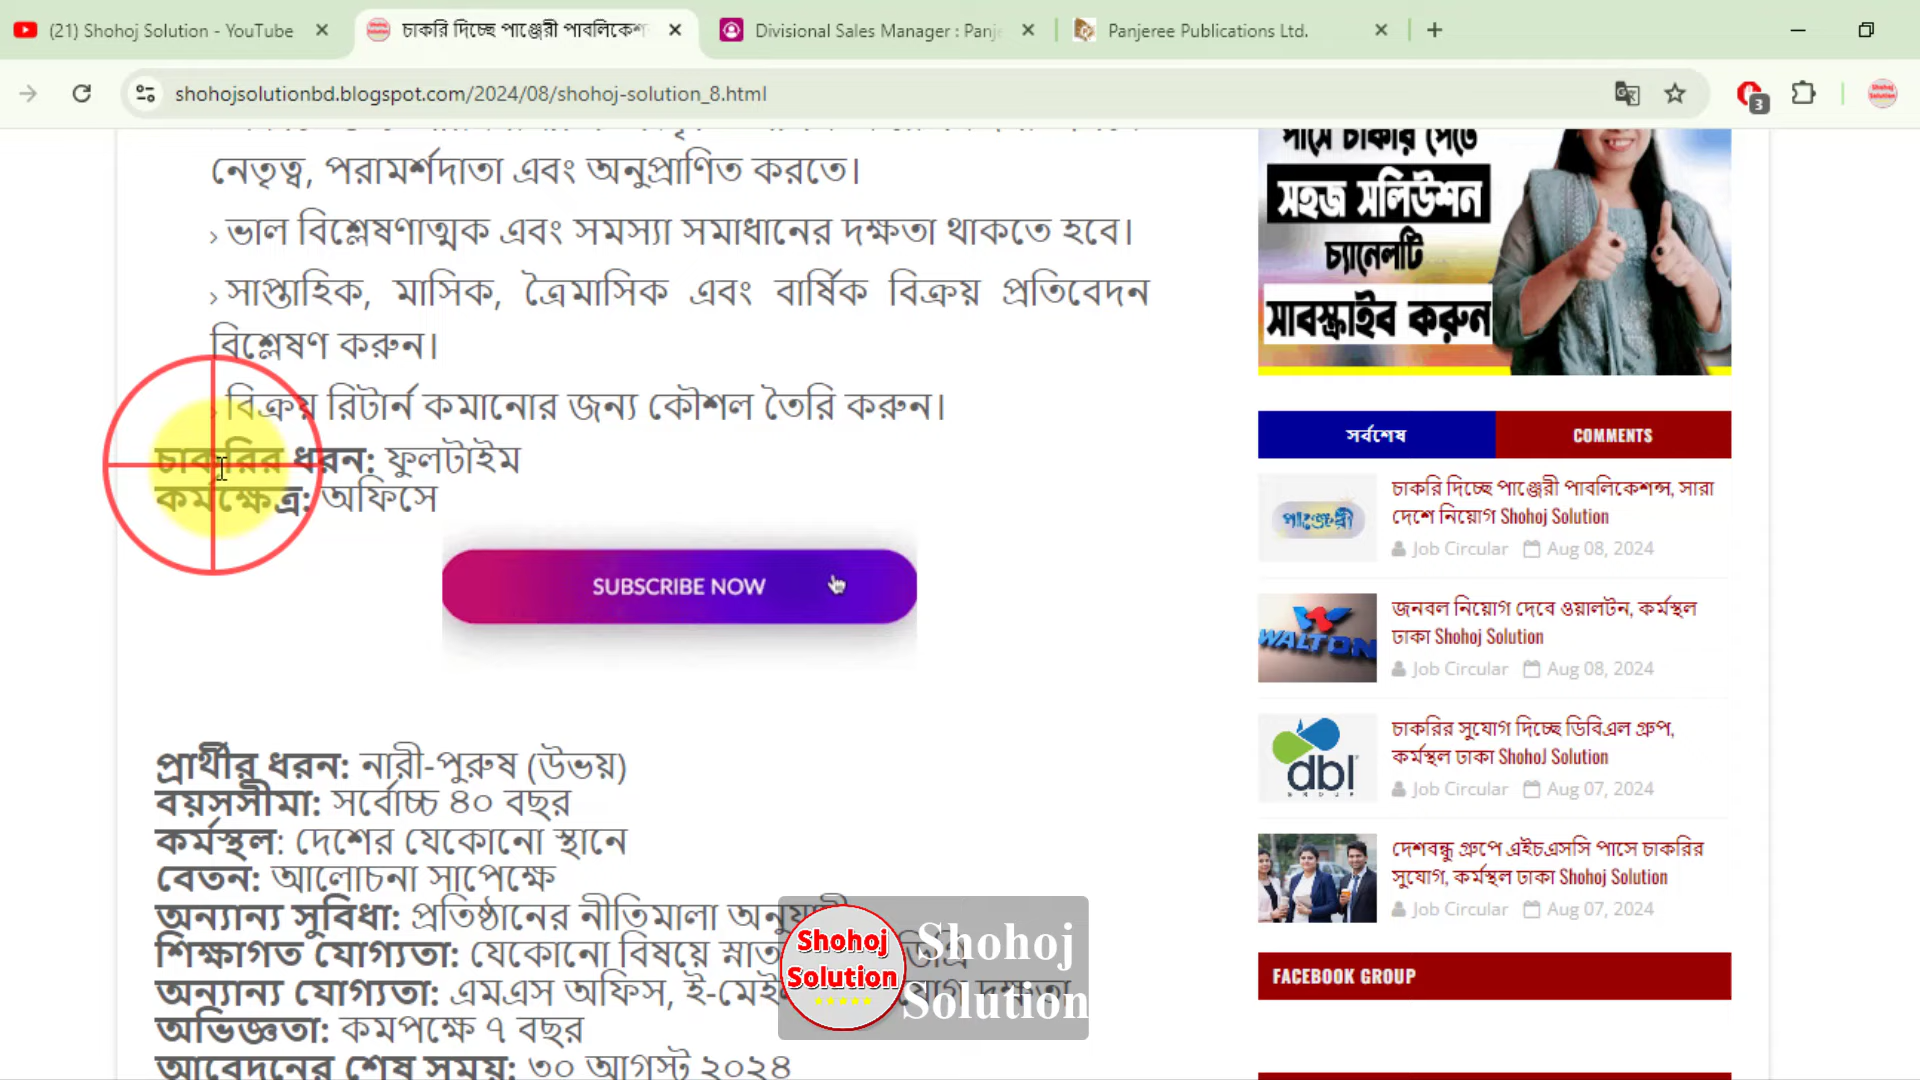 (21) Shohoj Solution - YouTube
চাকরি দিচ্ছে পাঞ্জেরী পাবলিকেশ
Divisional Sales Manager : Panje
Panjeree Publications Ltd.
shohojsolutionbd.blogspot.com/2024/08/shohoj-solution_8.html
3
নেতৃত্ব, পরামর্শদাতা এবং অনুপ্রাণিত করতে।
› ভাল বিশ্লেষণাত্মক এবং সমস্যা সমাধানের দক্ষতা থাকতে হবে।
› সাপ্তাহিক, মাসিক, ত্রৈমাসিক এবং বার্ষিক বিক্রয় প্রতিবেদন
বিশ্লেষণ করুন।
› বিক্রয় রিটার্ন কমানোর জন্য কৌশল তৈরি করুন।
চাকরির ধরন: ফুলটাইম
কর্মক্ষেত্র: অফিসে
SUBSCRIBE NOW
প্রার্থীর ধরন: নারী-পুরুষ (উভয়)
বয়সসীমা: সর্বোচ্চ ৪০ বছর
কর্মস্থল: দেশের যেকোনো স্থানে
বেতন: আলোচনা সাপেক্ষে
অন্যান্য সুবিধা: প্রতিষ্ঠানের নীতিমালা
শিক্ষাগত যোগ্যতা: যেকোনো বিষয়ে
অন্যান্য যোগ্যতা: এমএস অফিস, দক্ষতা
অভিজ্ঞতা: কমপক্ষে ৭ বছর
আবেদনের শেষ সময়: ৩০ আগস্ট ২০২৪
Shohoj
Solution
Shohoj
Solution
পাসে চাকরি পেতে
সহজ সলিউশন
চ্যানেলটি
সাবস্ক্রাইব করুন
সর্বশেষ
COMMENTS
পাঞ্জেরী
চাকরি দিচ্ছে পাঞ্জেরী পাবলিকেশন্স, সারা
দেশে নিয়োগ Shohoj Solution
Job Circular Aug 08, 2024
WALTON
জনবল নিয়োগ দেবে ওয়ালটন, কর্মস্থল
ঢাকা Shohoj Solution
Job Circular Aug 08, 2024
dbl
GROUP
চাকরির সুযোগ দিচ্ছে ডিবিএল গ্রুপ,
কর্মস্থল ঢাকা ShohoJ Solution
Job Circular Aug 07, 2024
দেশবন্ধু গ্রুপে এইচএসসি পাসে চাকরির
সুযোগ, কর্মস্থল ঢাকা Shohoj Solution
Job Circular Aug 07, 2024
FACEBOOK GROUP